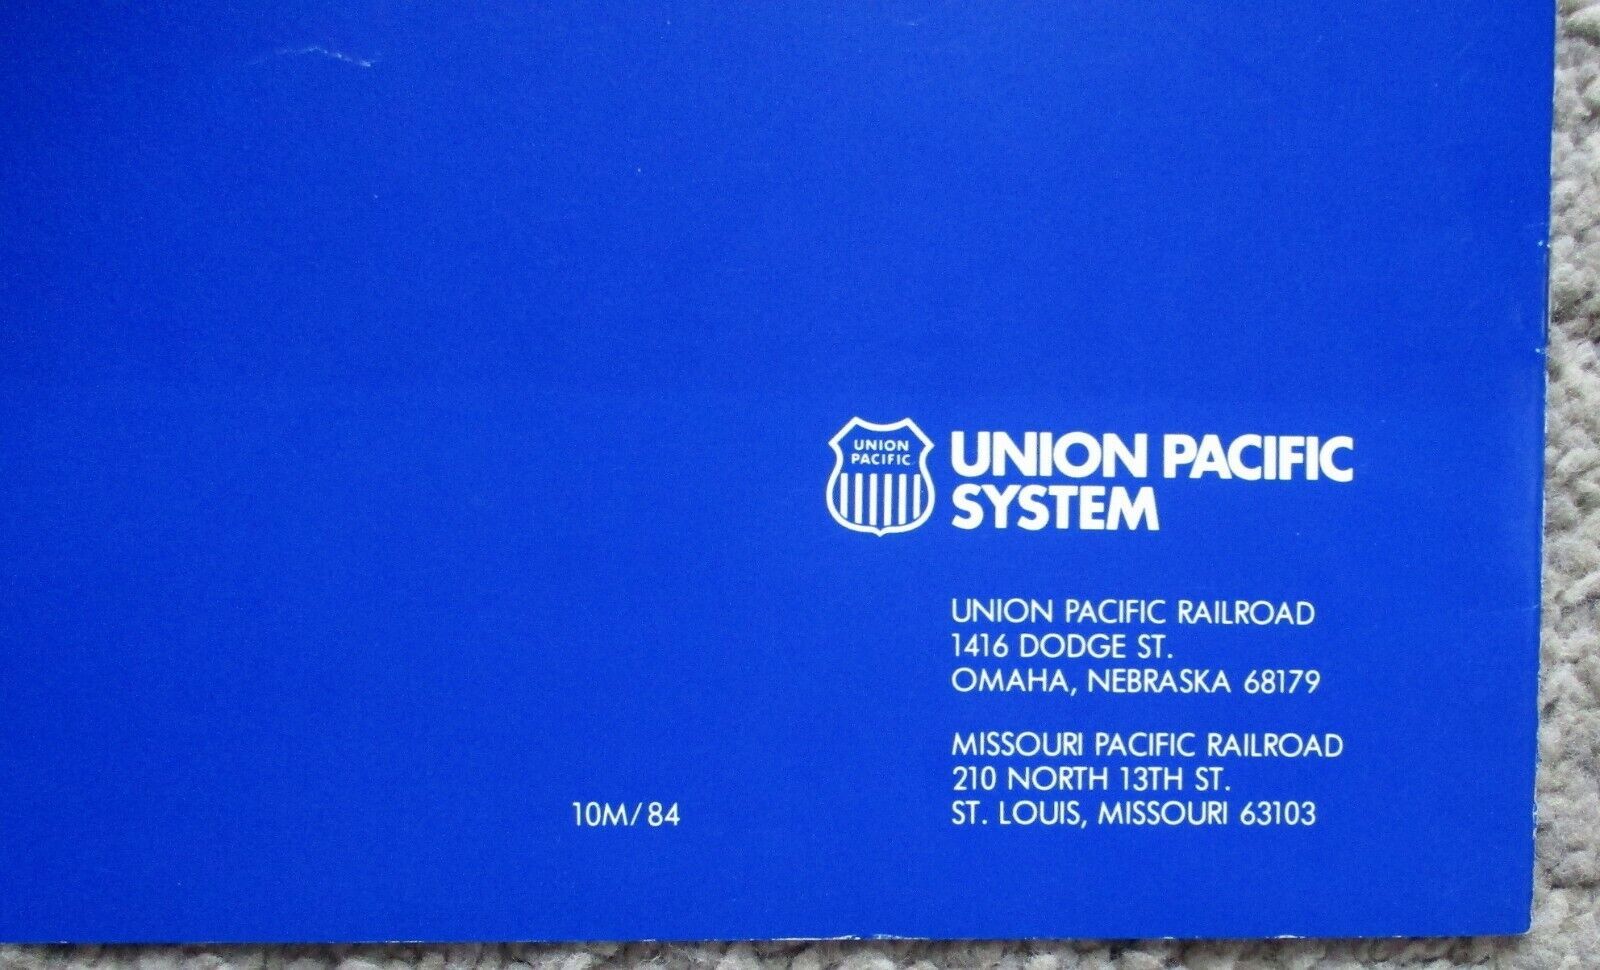 UNION
PACIFIC
UNION PACIFIC
SYSTEM
UNION PACIFIC RAILROAD
1416 DODGE ST.
OMAHA, NEBRASKA 68179
MISSOURI PACIFIC RAILROAD
210 NORTH 13TH ST.
ST. LOUIS, MISSOURI 63103
10M/84